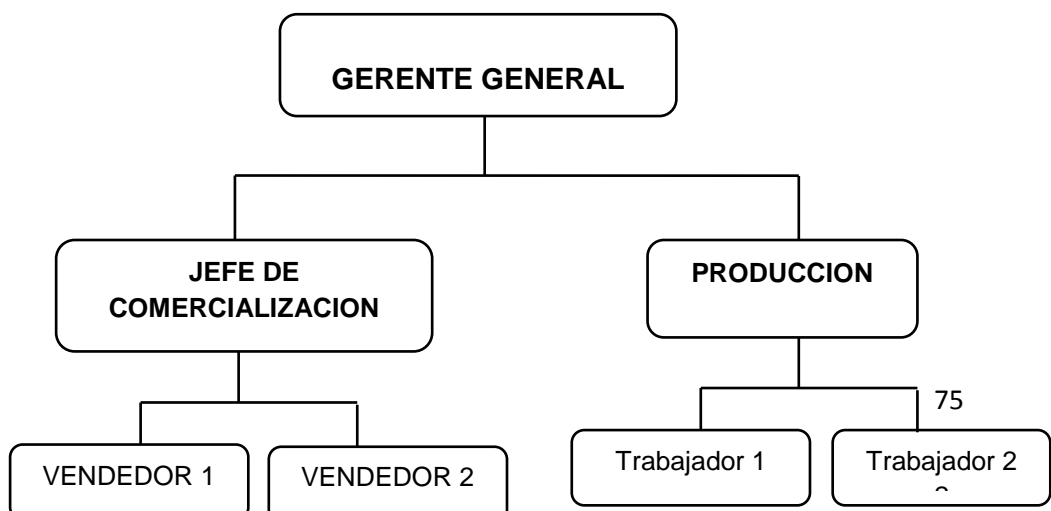 GERENTE GENERAL
JEFE DE
COMERCIALIZACION
PRODUCCION
75
VENDEDOR 1
VENDEDOR 2
Trabajador 1
Trabajador 2